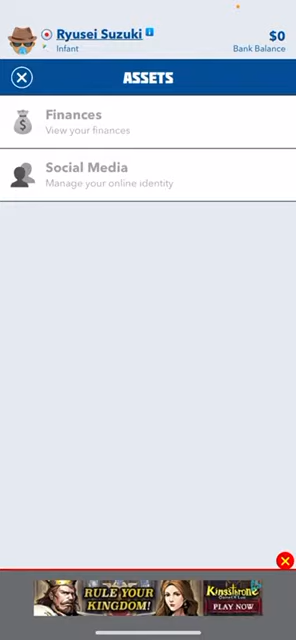 Ryusei Suzuki
$0
Infant
Bank Balance
ASSETS
Finances
View your finances
Social Media
Manage your online identity
RULE YOUR
KINGDOM!
KINGSTHRONE
PLAY NOW